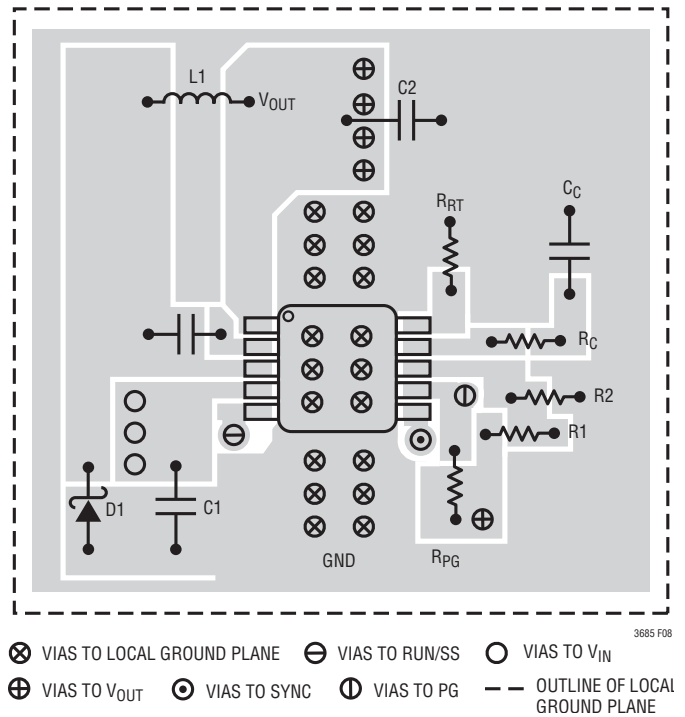 L1
VOUT
C2
RRT
CC
RC
R2
R1
D1
C1
GND
RPG
3685 F08
VIAS TO LOCAL GROUND PLANE
VIAS TO RUN/SS
VIAS TO VIN
VIAS TO VOUT
VIAS TO SYNC
VIAS TO PG
OUTLINE OF LOCAL
GROUND PLANE